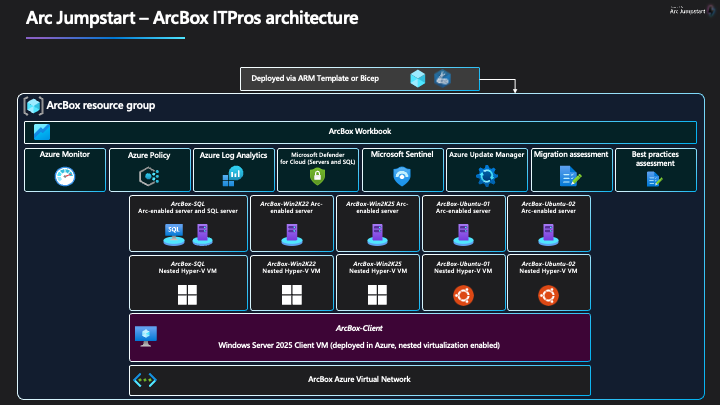 Arc Jumpstart – ArcBox ITPros architecture
Arc Jumpstart
Deployed via ARM Template or Bicep
ArcBox resource group
ArcBox Workbook
Azure Monitor
Azure Policy
Azure Log Analytics
Microsoft Defender
for Cloud (Servers and SQL)
Microsoft Sentinel
Azure Update Manager
Migration assessment
Best practices
assessment
ArcBox-SQL
Arc-enabled server and SQL server
SQL
ArcBox-Win2K22 Arc-
enabled server
ArcBox-Win2K25 Arc-
enabled server
ArcBox-Ubuntu-01
Arc-enabled server
ArcBox-Ubuntu-02
Arc-enabled server
ArcBox-SQL
Nested Hyper-V VM
ArcBox-Win2K22
Nested Hyper-V VM
ArcBox-Win2K25
Nested Hyper-V VM
ArcBox-Ubuntu-01
Nested Hyper-V VM
ArcBox-Ubuntu-02
Nested Hyper-V VM
ArcBox-Client
Windows Server 2025 Client VM (deployed in Azure, nested virtualization enabled)
ArcBox Azure Virtual Network